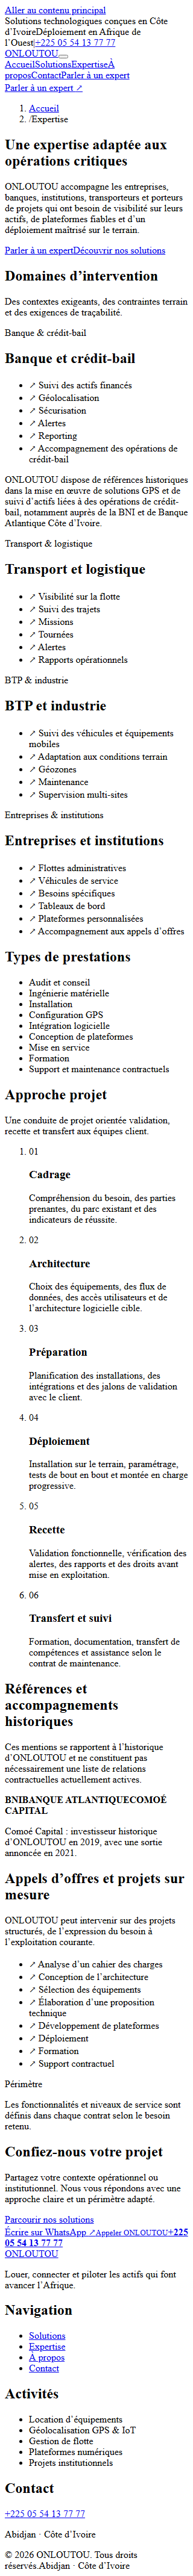 Aller au contenu principal
Solutions technologiques conçues en Côte
d’IvoireDéploiement en Afrique de
l’Ouest|+225 05 54 13 77 77
ONLOUTOU
AccueilSolutionsExpertiseÀ
proposContactParler à un expert
Parler à un expert ↗
1. Accueil
2. /Expertise
Une expertise adaptée aux
opérations critiques
ONLOUTOU accompagne les entreprises,
banques, institutions, transporteurs et porteurs
de projets qui ont besoin de visibilité sur leurs
actifs, de plateformes fiables et d’un
déploiement maîtrisé sur le terrain.
Parler à un expertDécouvrir nos solutions
Domaines d’intervention
Des contextes exigeants, des contraintes terrain
et des exigences de traçabilité.
Banque & crédit-bail
Banque et crédit-bail
• ↗ Suivi des actifs financés
• ↗ Géolocalisation
• ↗ Sécurisation
• ↗ Alertes
• ↗ Reporting
• ↗ Accompagnement des opérations de
crédit-bail
ONLOUTOU dispose de références historiques
dans la mise en œuvre de solutions GPS et de
suivi d’actifs liées à des opérations de crédit-
bail, notamment auprès de la BNI et de Banque
Atlantique Côte d’Ivoire.
Transport & logistique
Transport et logistique
• ↗ Visibilité sur la flotte
• ↗ Suivi des trajets
• ↗ Missions
• ↗ Tournées
• ↗ Alertes
• ↗ Rapports opérationnels
BTP & industrie
BTP et industrie
• ↗ Suivi des véhicules et équipements
mobiles
• ↗ Adaptation aux conditions terrain
• ↗ Géozones
• ↗ Maintenance
• ↗ Supervision multi-sites
Entreprises & institutions
Entreprises et institutions
• ↗ Flottes administratives
• ↗ Véhicules de service
• ↗ Besoins spécifiques
• ↗ Tableaux de bord
• ↗ Plateformes personnalisées
• ↗ Accompagnement aux appels d’offres
Types de prestations
• Audit et conseil
• Ingénierie matérielle
• Installation
• Configuration GPS
• Intégration logicielle
• Conception de plateformes
• Mise en service
• Formation
• Support et maintenance contractuels
Approche projet
Une conduite de projet orientée validation,
recette et transfert aux équipes client.
1. 01
Cadrage
Compréhension du besoin, des parties
prenantes, du parc existant et des
indicateurs de réussite.
2. 02
Architecture
Choix des équipements, des flux de
données, des accès utilisateurs et de
l’architecture logicielle cible.
3. 03
Préparation
Planification des installations, des
intégrations et des jalons de validation
avec le client.
4. 04
Déploiement
Installation sur le terrain, paramétrage,
tests de bout en bout et montée en charge
progressive.
5. 05
Recette
Validation fonctionnelle, vérification des
alertes, des rapports et des droits avant
mise en exploitation.
6. 06
Transfert et suivi
Formation, documentation, transfert de
compétences et assistance selon le
contrat de maintenance.
Références et
accompagnements
historiques
Ces mentions se rapportent à l’historique
d’ONLOUTOU et ne constituent pas
nécessairement une liste de relations
contractuelles actuellement actives.
BNIBANQUE ATLANTIQUECOMOÉ
CAPITAL
Comoé Capital : investisseur historique
d’ONLOUTOU en 2019, avec une sortie
annoncée en 2021.
Appels d’offres et projets sur
mesure
ONLOUTOU peut intervenir sur des projets
structurés, de l’expression du besoin à
l’exploitation courante.
• ↗ Analyse d’un cahier des charges
• ↗ Conception de l’architecture
• ↗ Sélection des équipements
• ↗ Élaboration d’une proposition
technique
• ↗ Développement de plateformes
• ↗ Déploiement
• ↗ Formation
• ↗ Support contractuel
Périmètre
Les fonctionnalités et niveaux de service sont
définis dans chaque contrat selon le besoin
retenu.
Confiez-nous votre projet
Partagez votre contexte opérationnel ou
institutionnel. Nous vous répondons avec une
approche claire et un périmètre adapté.
Parcourir nos solutions
Écrire sur WhatsApp ↗Appeler ONLOUTOU+225
05 54 13 77 77
ONLOUTOU
Louer, connecter et piloter les actifs qui font
avancer l’Afrique.
Navigation
• Solutions
• Expertise
• À propos
• Contact
Activités
• Location d’équipements
• Géolocalisation GPS & IoT
• Gestion de flotte
• Plateformes numériques
• Projets institutionnels
Contact
+225 05 54 13 77 77
Abidjan · Côte d’Ivoire
© 2026 ONLOUTOU. Tous droits
réservés.Abidjan · Côte d’Ivoire